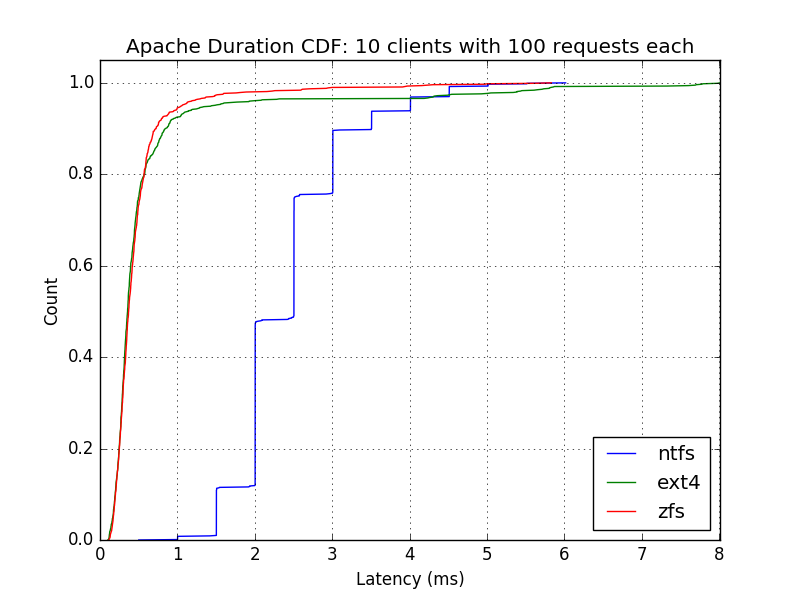 Apache Duration CDF: 10 clients with 100 requests each
1.0
0.8
0.6
0.4
0.2
0.0
Count
0 1 2 3 4 5 6 7 8
Latency (ms)
ntfs
ext4
zfs